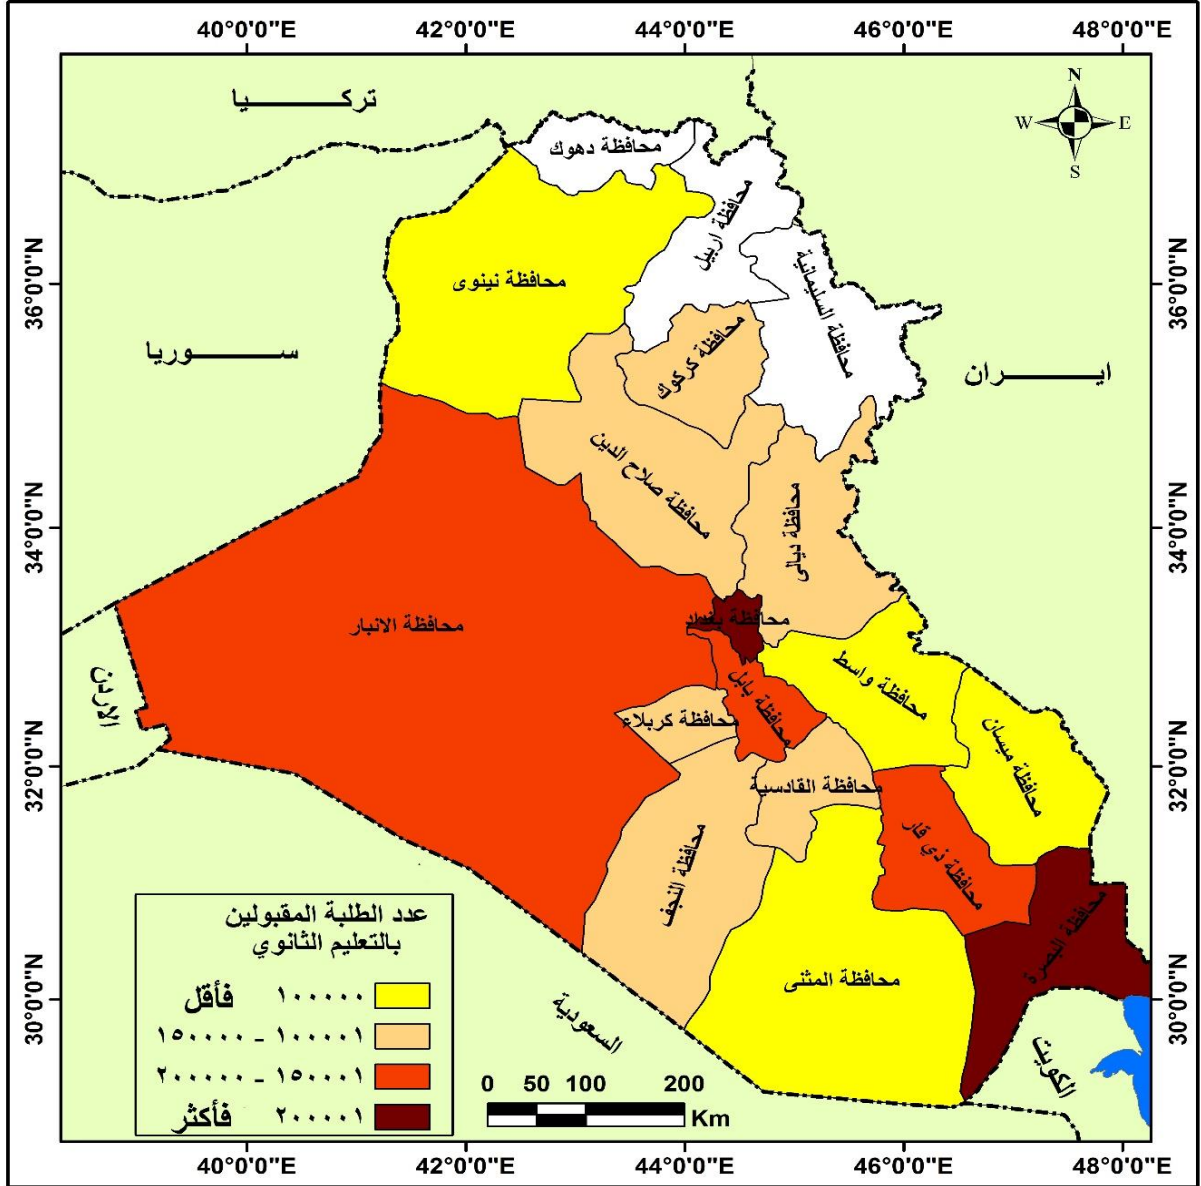 40°0'0"E 42°0'0"E 44°0'0"E 46°0'0"E 48°0'0"E
تركـــــــيا
N
W E
S
محافظة دهوك
محافظة اربيل
36°0'0"N
محافظة نينوى
محافظة السليمانية
36°0'0"N
ســـــــوريا
محافظة كركوك
ايـــــــران
محافظة صلاح الدين
34°0'0"N
محافظة ديالى
34°0'0"N
محافظة الانبار
محافظة بغداد
الاردن
محافظة بابل
محافظة واسط
محافظة كربلاء
محافظة ميسان
32°0'0"N
محافظة القادسية
32°0'0"N
محافظة النجف
محافظة ذي قار
محافظة البصرة
محافظة المثنى
30°0'0"N
30°0'0"N
السعودية
الكويت
عدد الطلبة المقبولين
بالتعليم الثانوي
١٠٠٠٠٠ فأقل
١٠٠٠٠١ - ١٥٠٠٠٠
١٥٠٠٠١ - ٢٠٠٠٠٠
٢٠٠٠٠١ فأكثر
0 50 100 200
Km
40°0'0"E 42°0'0"E 44°0'0"E 46°0'0"E 48°0'0"E